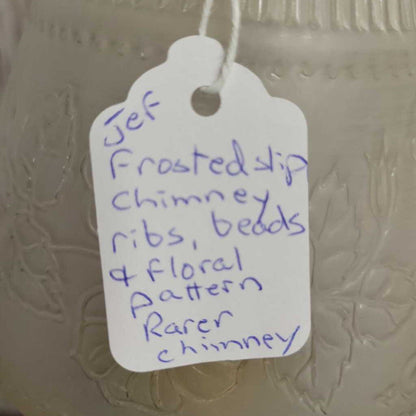 Jef
Frosted slip
chimney
ribs, beads
& floral
pattern
Rarer
chimney